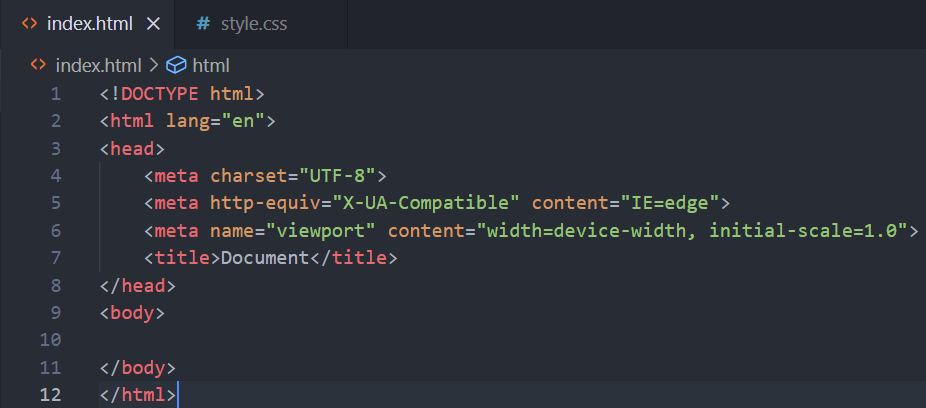 index.html × # style.css
index.html > html
1 <!DOCTYPE html>
2 <html lang="en">
3 <head>
4     <meta charset="UTF-8">
5     <meta http-equiv="X-UA-Compatible" content="IE=edge">
6     <meta name="viewport" content="width=device-width, initial-scale=1.0">
7     <title>Document</title>
8 </head>
9 <body>
10
11 </body>
12 </html>